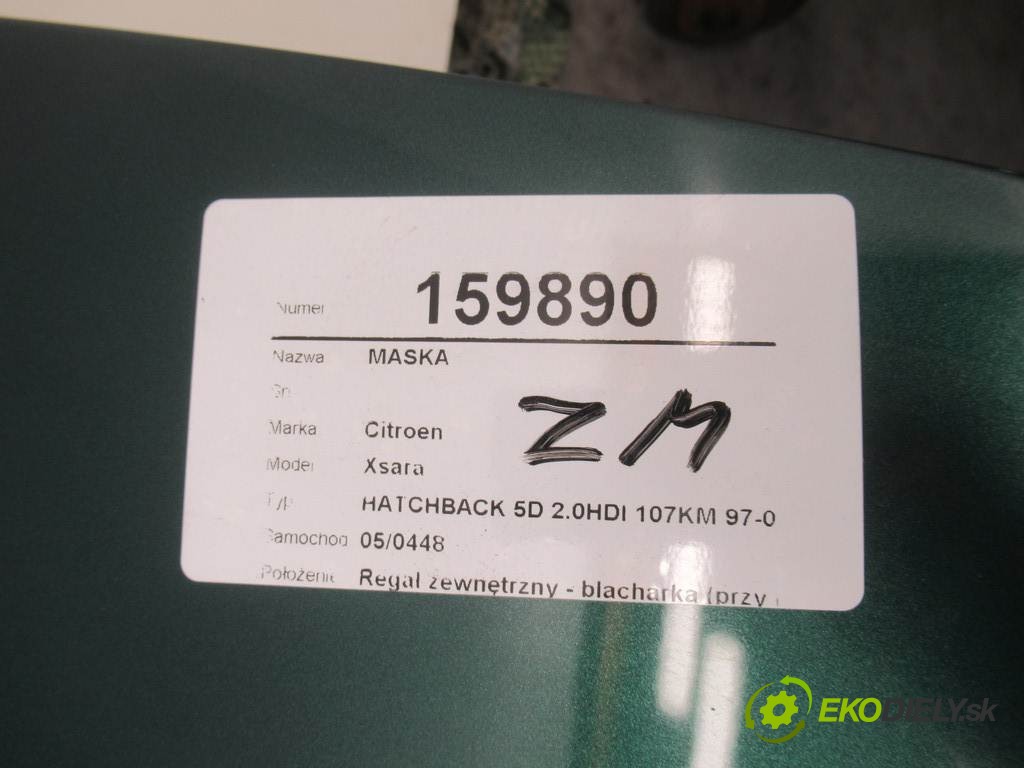 Numer 159890
Nazwa MASKA
Marka Citroen
Model Xsara
Typ HATCHBACK 5D 2.0HDI 107KM 97-0
Samochod 05/0448
Położenie Regał zewnętrzny - blacharka (przy
ZM
EKODIELY.sk